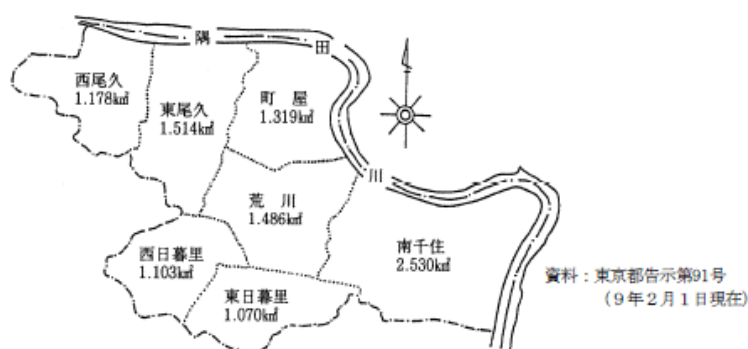 隅
田
川
西尾久
1.178k㎡
東尾久
1.514k㎡
町 屋
1.319k㎡
荒 川
1.486k㎡
南千住
2.530k㎡
西日暮里
1.103k㎡
東日暮里
1.070k㎡
資料：東京都告示第91号
（9年2月1日現在）